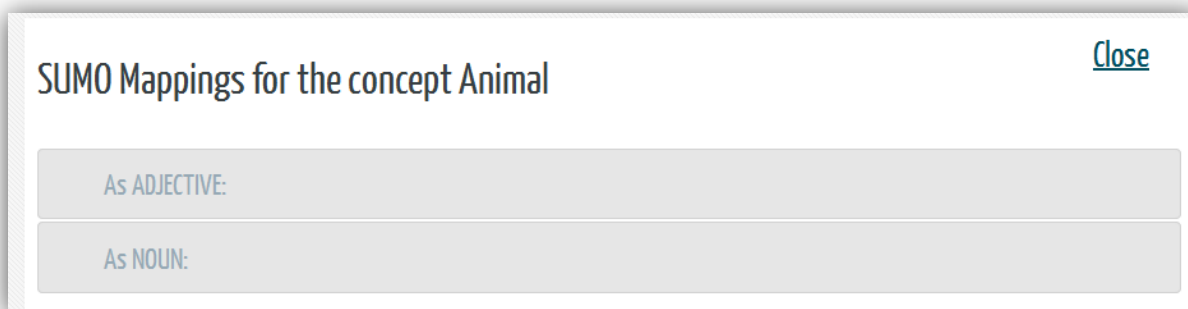 Close
SUMO Mappings for the concept Animal
As ADJECTIVE:
As NOUN: